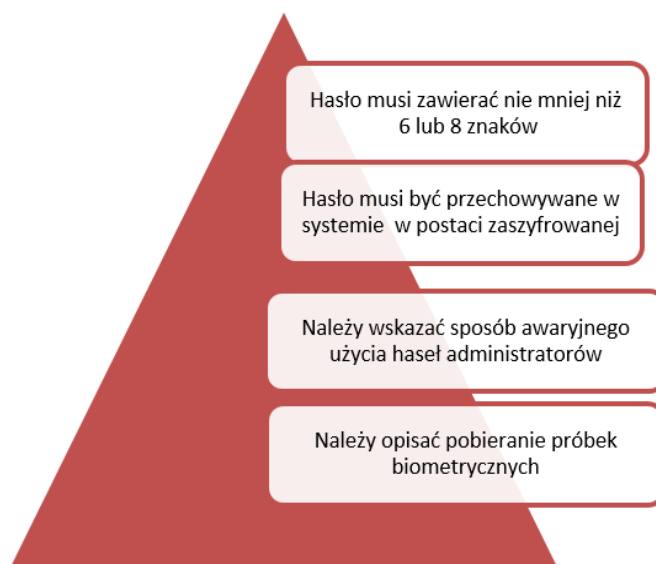 Hasło musi zawierać nie mniej niż
6 lub 8 znaków
Hasło musi być przechowywane w
systemie w postaci zaszyfrowanej
Należy wskazać sposób awaryjnego
użycia haseł administratorów
Należy opisać pobieranie próbek
biometrycznych